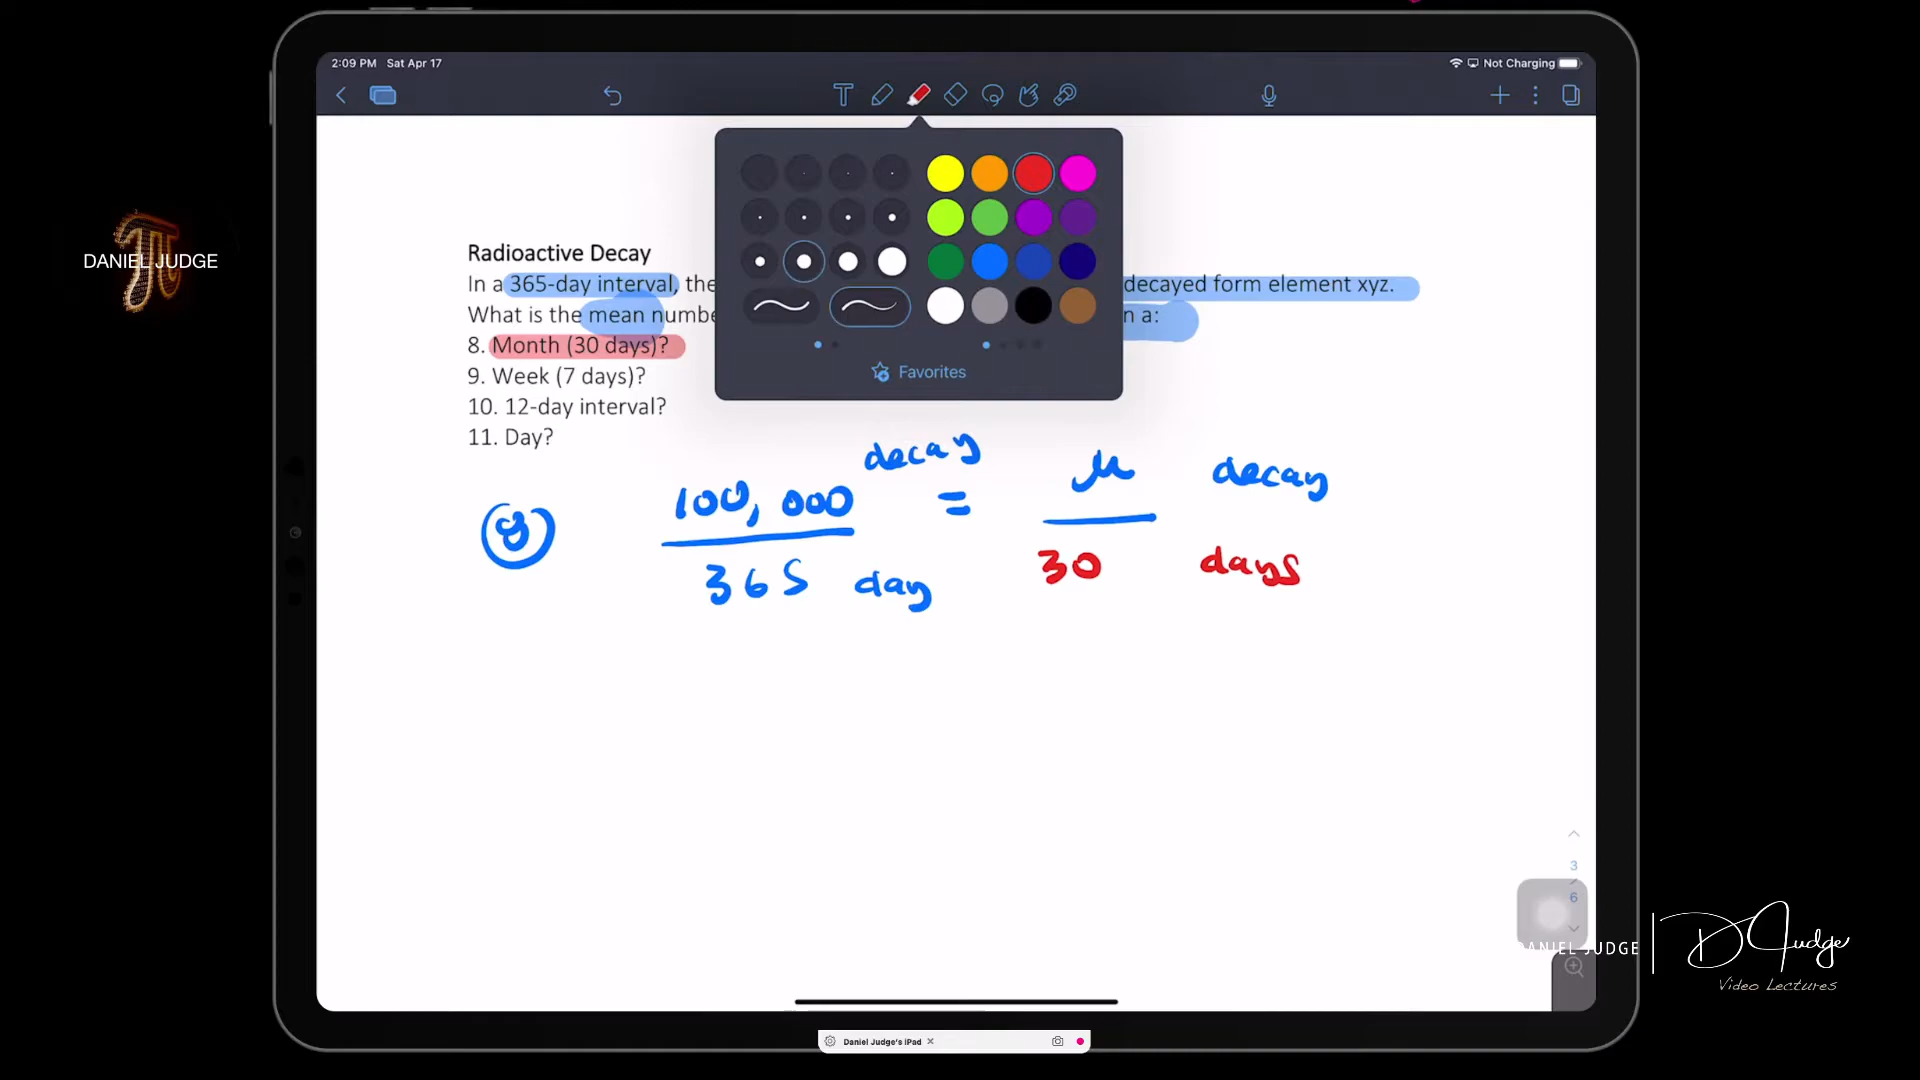 2:09 PM Sat Apr 17
Not Charging
DANIEL JUDGE
Radioactive Decay
In a 365-day interval, the decayed form element xyz.
What is the mean numbe n a:
8. Month (30 days)?
9. Week (7 days)?
10. 12-day interval?
11. Day?
Favorites
decay μ decay
8 100,000 =
365 day 30 days
3
6
DANIEL JUDGE
DJudge
Video Lectures
Daniel Judge's iPad